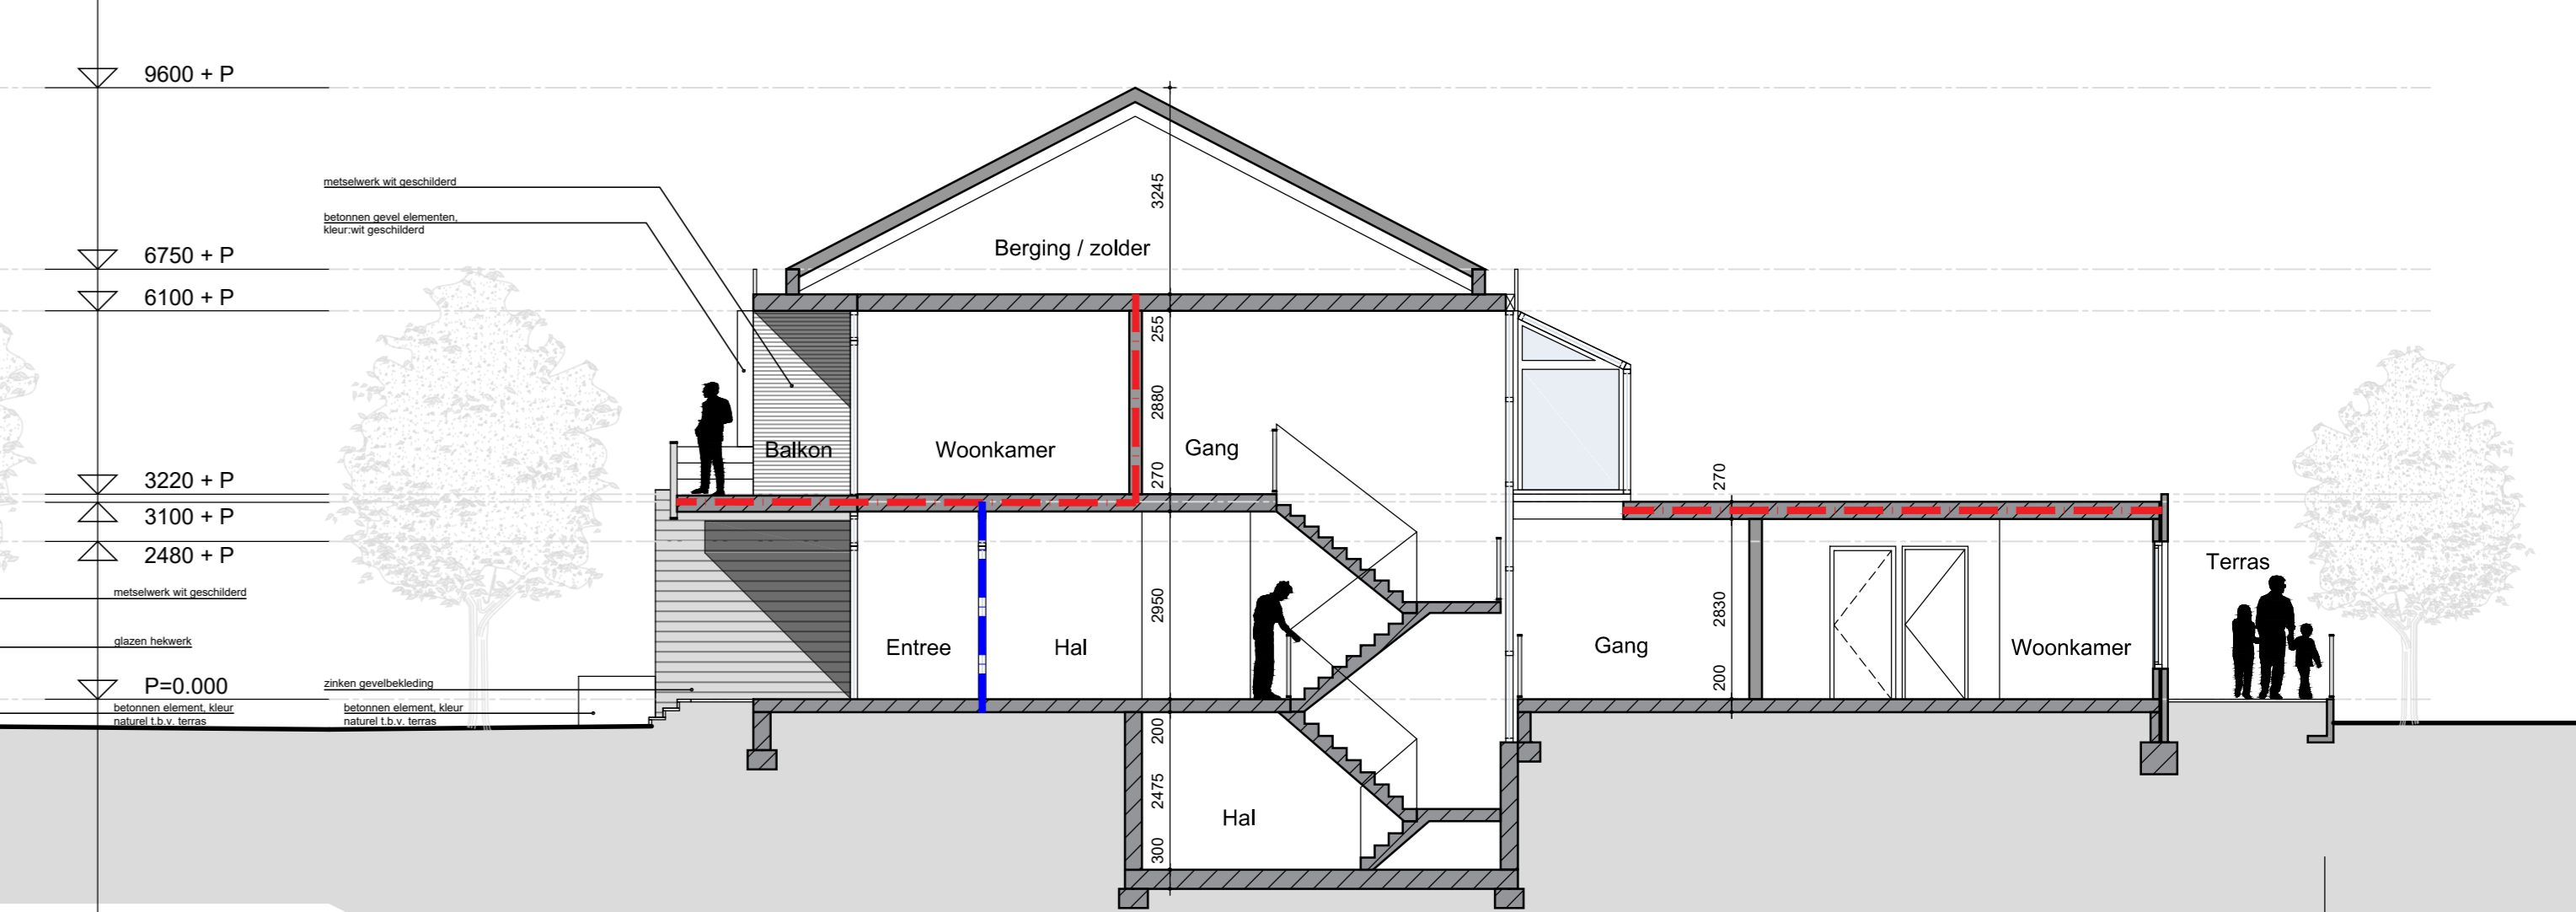 9600 + P
metselwerk wit geschilderd
3245
betonnen gevel elementen,
kleur:wit geschilderd
6750 + P
Berging / zolder
6100 + P
255
2880
Balkon
Woonkamer
Gang
3220 + P
270
270
3100 + P
2480 + P
Terras
metselwerk wit geschilderd
2950
2830
glazen hekwerk
Entree
Hal
Gang
Woonkamer
P=0.000
zinken gevelbekleding
200
betonnen element, kleur
naturel t.b.v. terras
betonnen element, kleur
naturel t.b.v. terras
200
2475
Hal
300